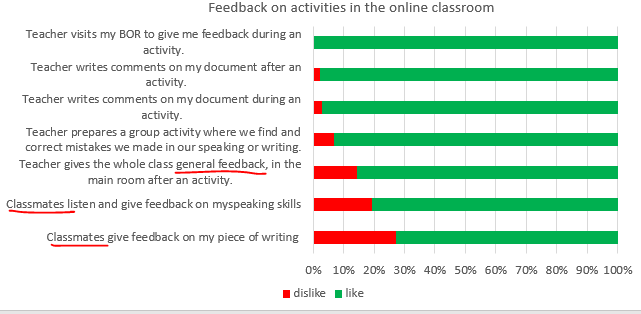 Feedback on activities in the online classroom
Teacher visits my BOR to give me feedback during an
activity.
Teacher writes comments on my document after an
activity.
Teacher writes comments on my document during an
activity.
Teacher prepares a group activity where we find and
correct mistakes we made in our speaking or writing.
Teacher gives the whole class general feedback, in the
main room after an activity.
Classmates listen and give feedback on myspeaking skills
Classmates give feedback on my piece of writing
0% 10% 20% 30% 40% 50% 60% 70% 80% 90% 100%
dislike like